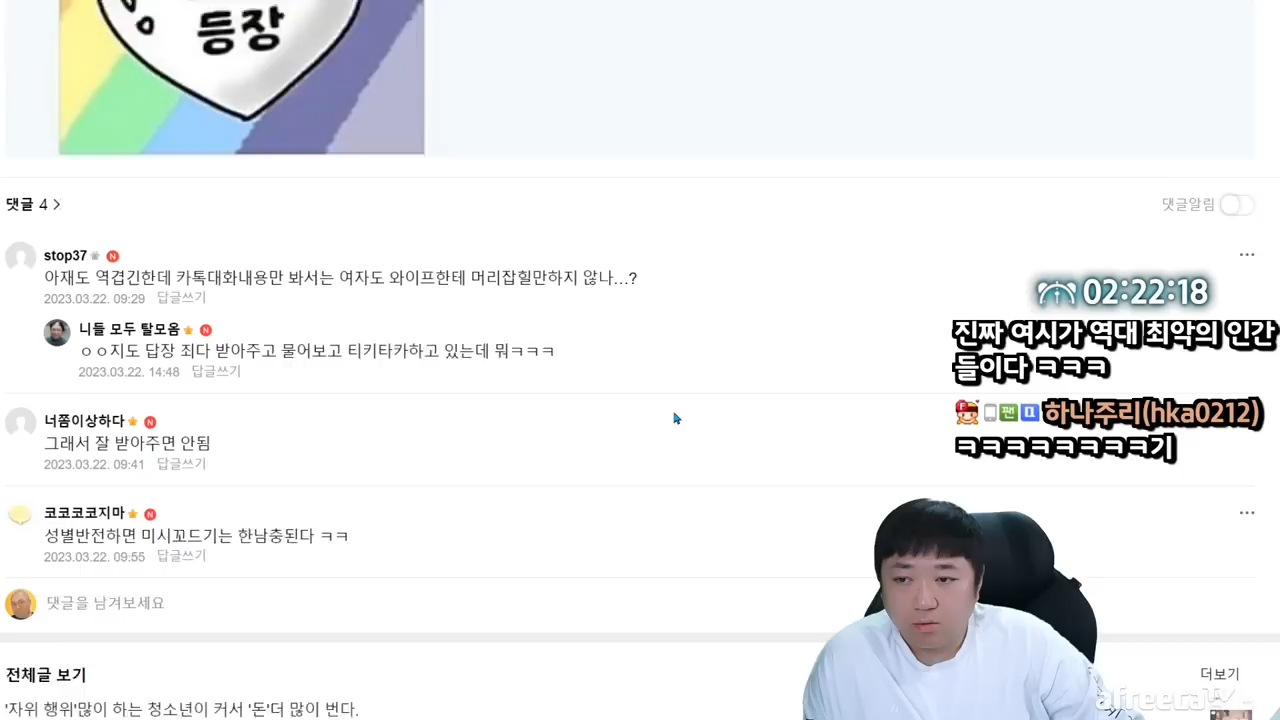 등장
댓글 4
댓글알림
stop37 N
아재도 역겹긴한데 카톡대화내용만 봐서는 여자도 와이프한테 머리잡힐만하지 않나...?
2023.03.22. 09:29 답글쓰기
니들 모두 탈모옴 N
ㅇㅇ지도 답장 죄다 받아주고 물어보고 티키타카하고 있는데 뭐ㅋㅋㅋ
2023.03.22. 14:48 답글쓰기
너쫌이상하다 N
그래서 잘 받아주면 안됨
2023.03.22. 09:41 답글쓰기
코코코코지마 N
성별반전하면 미시꼬드기는 한남충된다 ㅋㅋ
2023.03.22. 09:55 답글쓰기
댓글을 남겨보세요
전체글 보기
더보기
'자위 행위'많이 하는 청소년이 커서 '돈'더 많이 번다.
02:22:18
진짜 여시가 역대 최악의 인간
들이다 ㅋㅋㅋ
F 팬 하나주리(hka0212)
ㅋㅋㅋㅋㅋㅋㅋㅋ기
afreecaTV